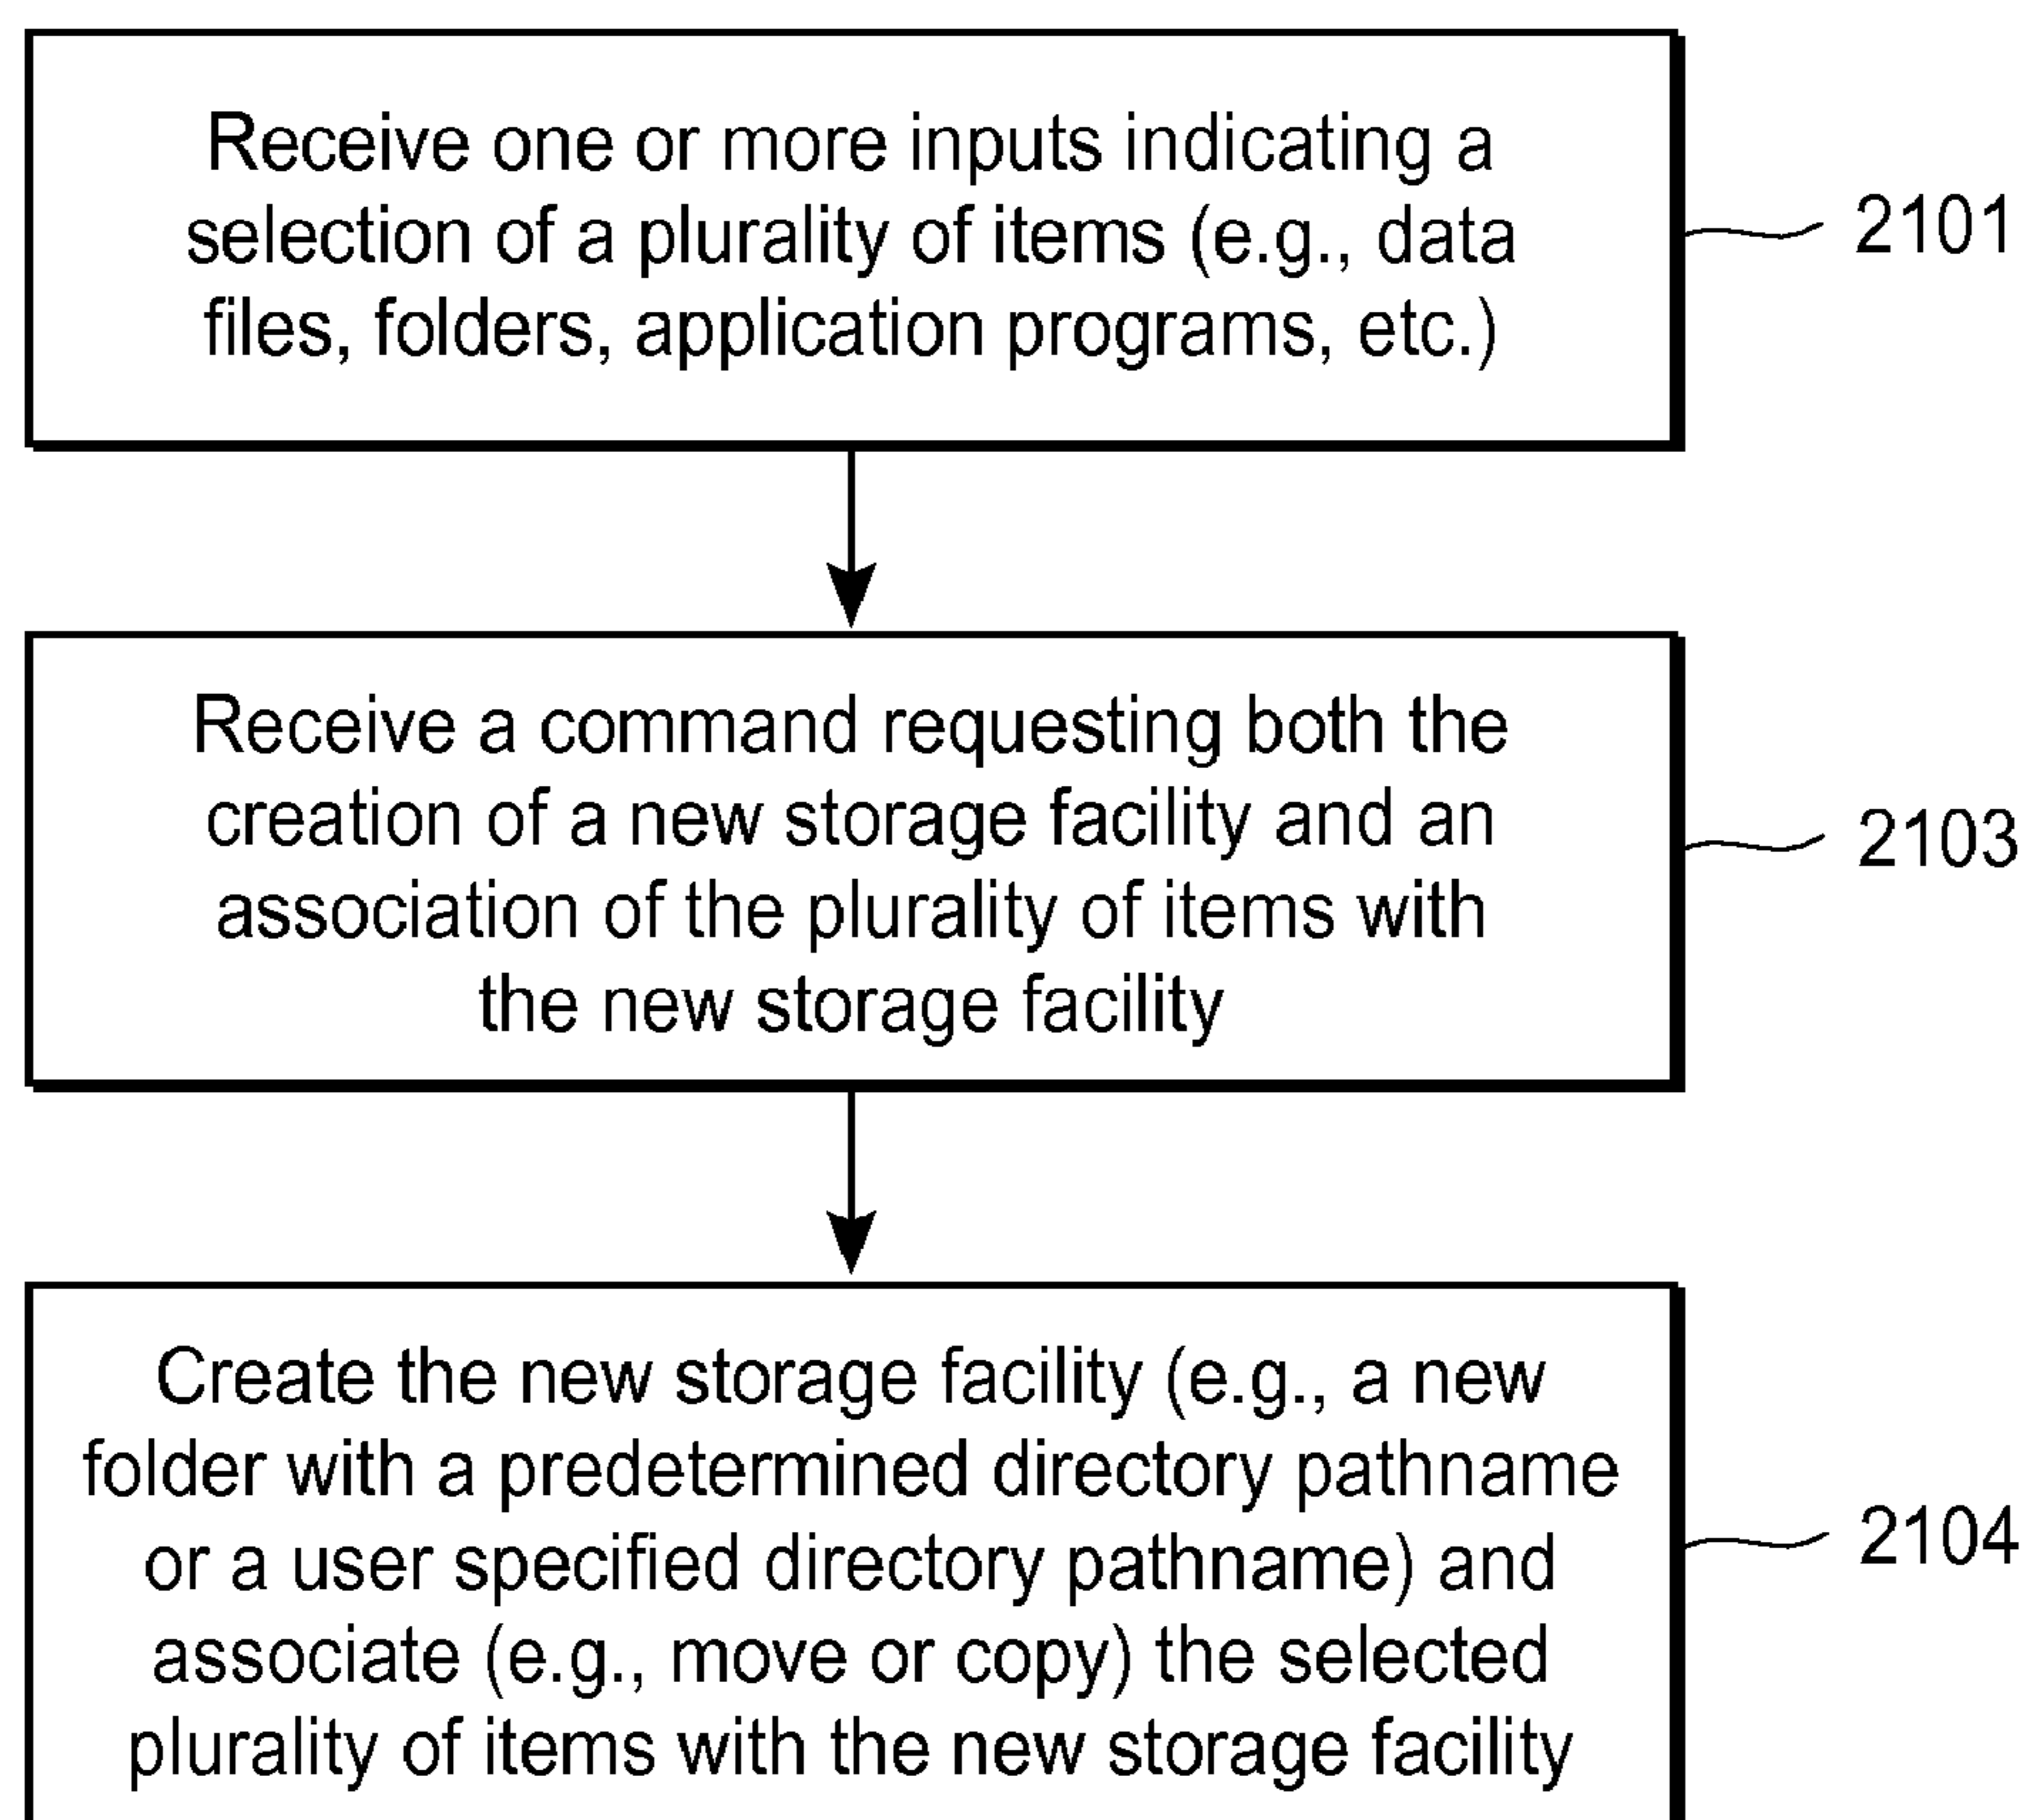 Receive one or more inputs indicating a
selection of a plurality of items (e.g., data
files, folders, application programs, etc.)
2101
Receive a command requesting both the
creation of a new storage facility and an
association of the plurality of items with
the new storage facility
2103
Create the new storage facility (e.g., a new
folder with a predetermined directory pathname
or a user specified directory pathname) and
associate (e.g., move or copy) the selected
plurality of items with the new storage facility
2104